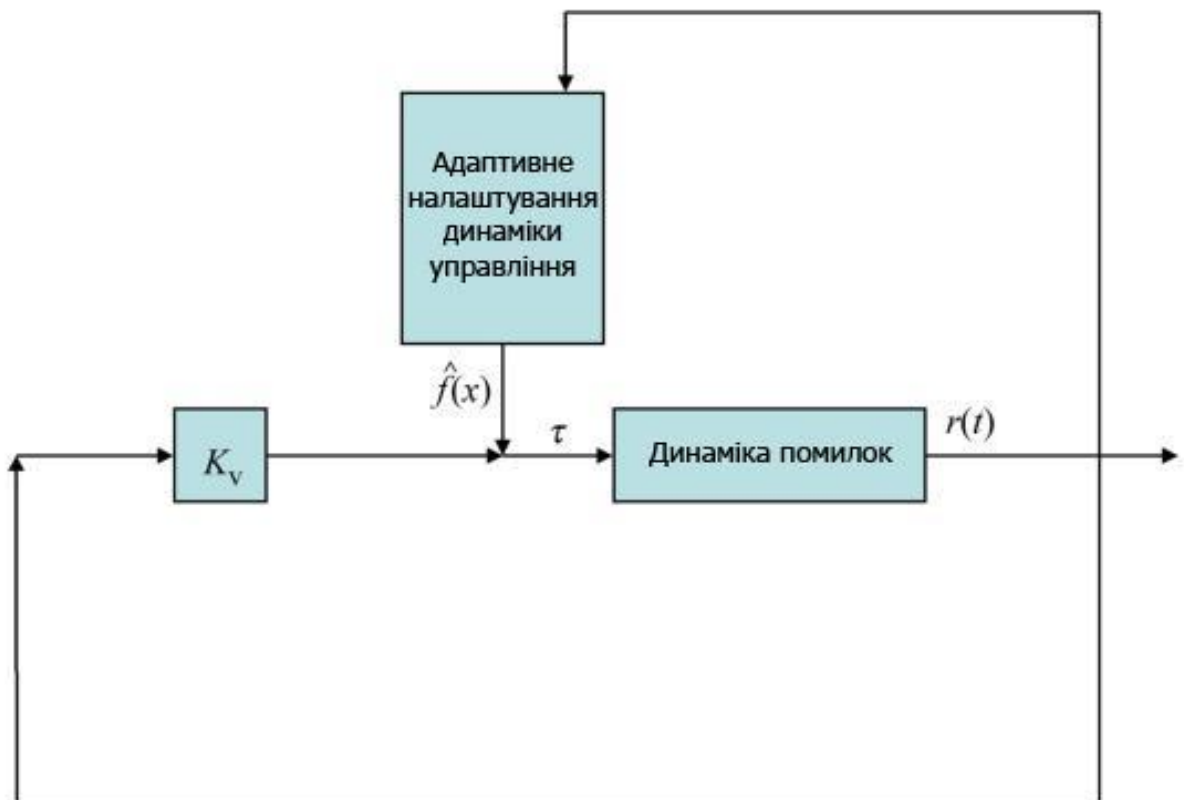 Адаптивне
налаштування
динаміки
управління
f̂(x)
K_v
τ
Динаміка помилок
r(t)